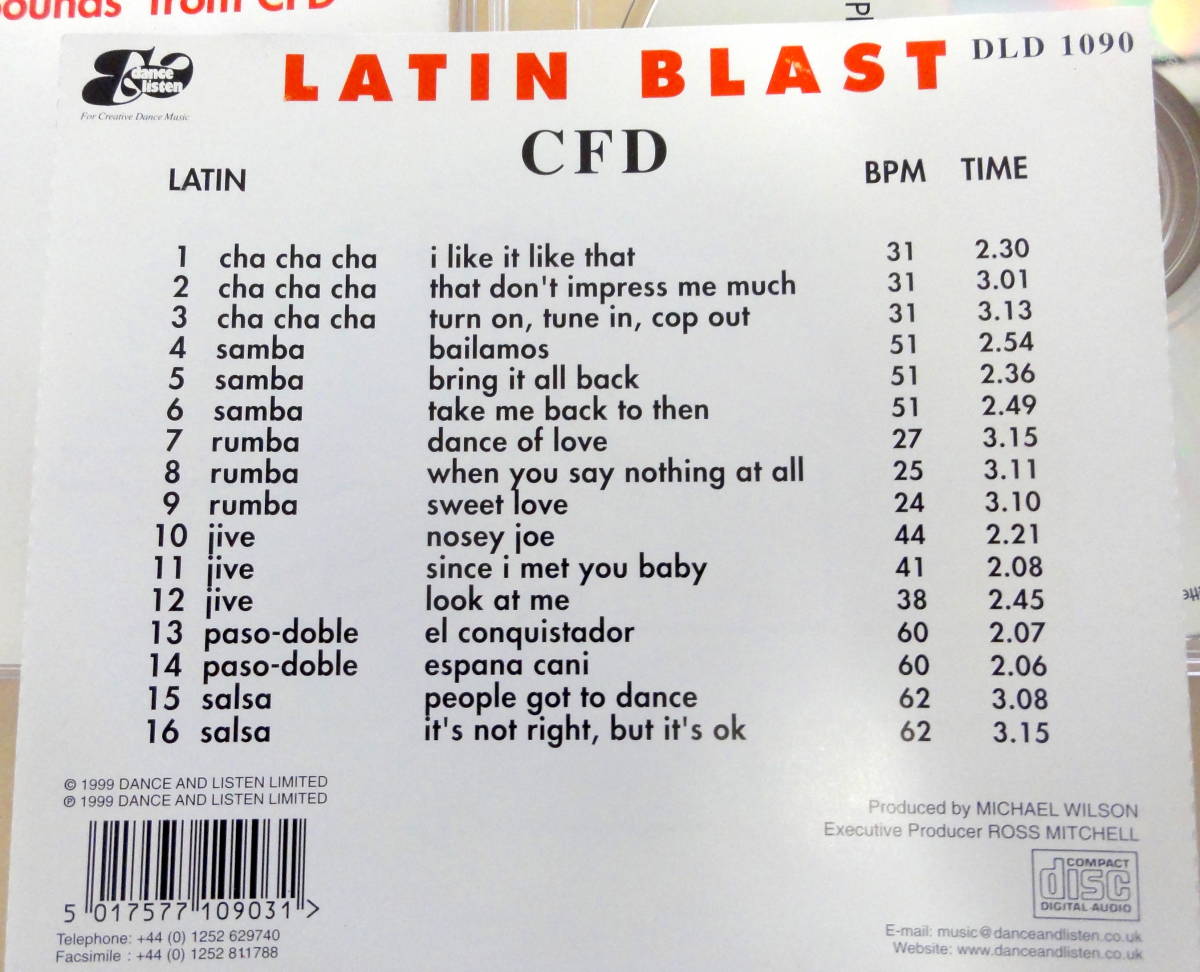 Sounds" from CFD
dance & listen
For Creative Dance Music
LATIN BLAST
DLD 1090
CFD
LATIN BPM TIME
1 cha cha cha i like it like that 31 2.30
2 cha cha cha that don't impress me much 31 3.01
3 cha cha cha turn on, tune in, cop out 31 3.13
4 samba bailamos 51 2.54
5 samba bring it all back 51 2.36
6 samba take me back to then 51 2.49
7 rumba dance of love 27 3.15
8 rumba when you say nothing at all 25 3.11
9 rumba sweet love 24 3.10
10 jive nosey joe 44 2.21
11 jive since i met you baby 41 2.08
12 jive look at me 38 2.45
13 paso-doble el conquistador 60 2.07
14 paso-doble espana cani 60 2.06
15 salsa people got to dance 62 3.08
16 salsa it's not right, but it's ok 62 3.15
© 1999 DANCE AND LISTEN LIMITED
℗ 1999 DANCE AND LISTEN LIMITED
5 017577 109031 >
Telephone: +44 (0) 1252 629740
Facsimile : +44 (0) 1252 811788
Produced by MICHAEL WILSON
Executive Producer ROSS MITCHELL
COMPACT
disc
DIGITAL AUDIO
E-mail: music@danceandlisten.co.uk
Website: www.danceandlisten.co.uk